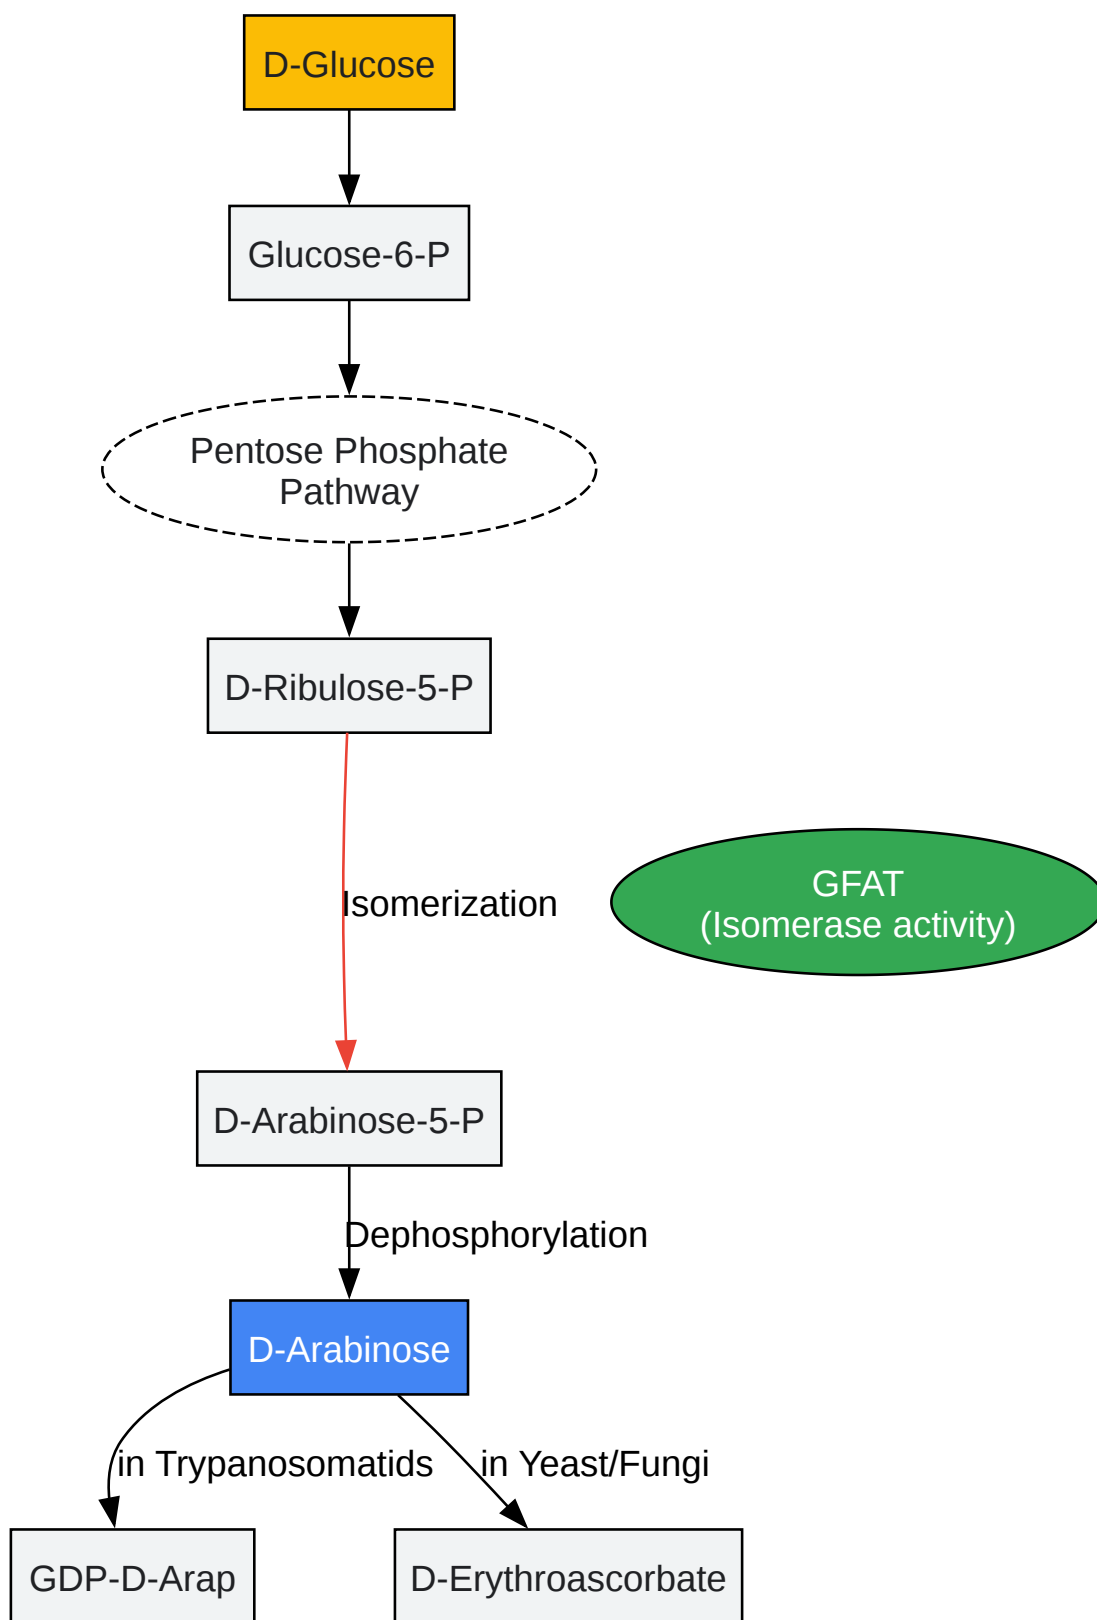 D-Glucose
Glucose-6-P
Pentose Phosphate
Pathway
D-Ribulose-5-P
Isomerization
GFAT
(Isomerase activity)
D-Arabinose-5-P
Dephosphorylation
D-Arabinose
in Trypanosomatids
in Yeast/Fungi
GDP-D-Arap
D-Erythroascorbate